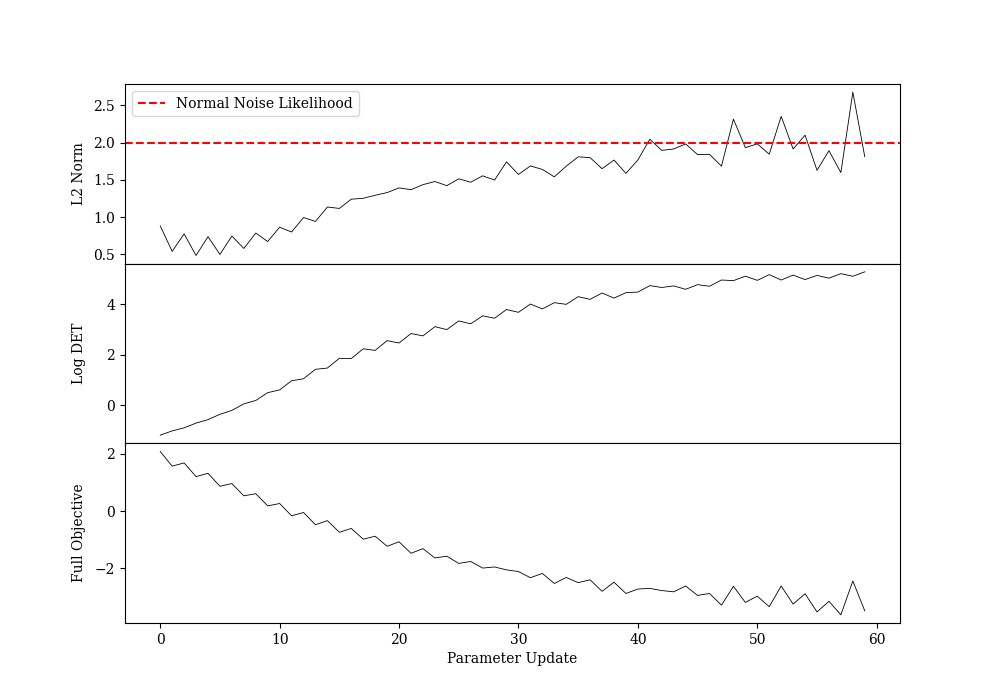 Normal Noise Likelihood
2.5
2.0
1.5
1.0
0.5
L2 Norm
4
2
0
Log DET
2
0
−2
Full Objective
0 10 20 30 40 50 60
Parameter Update